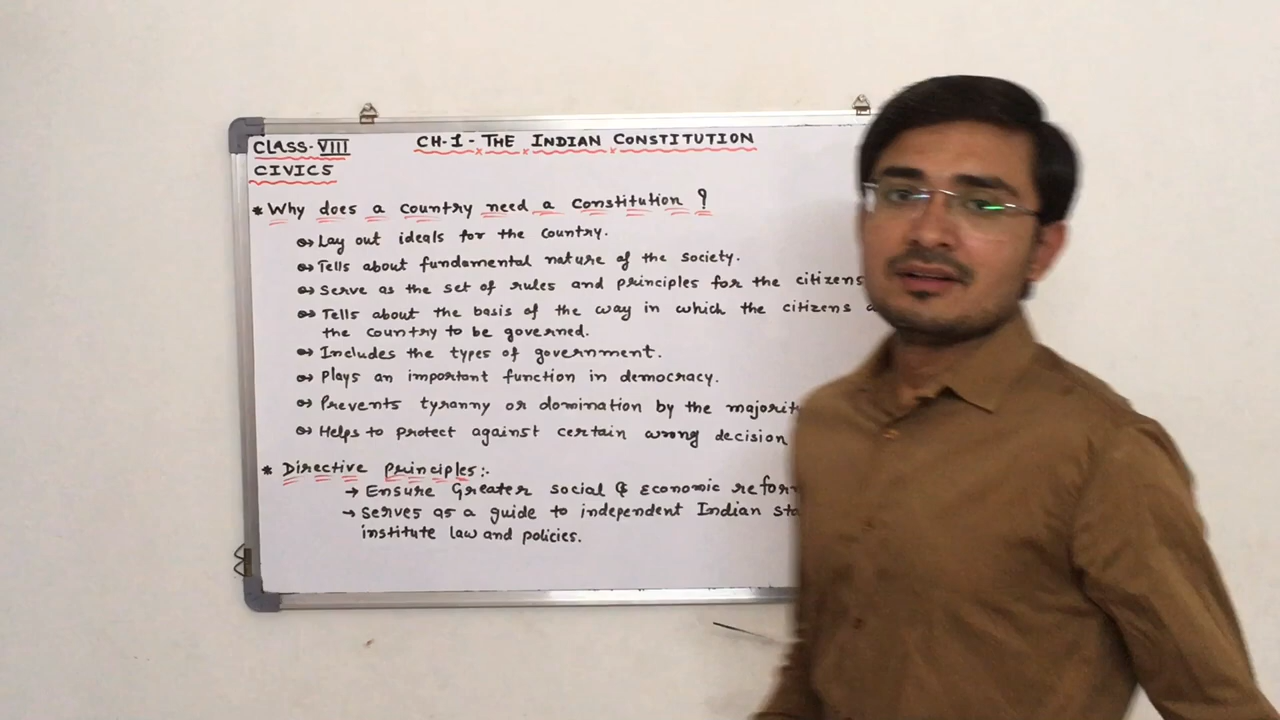 CLASS-VIII
CIVICS
CH-1- THE INDIAN CONSTITUTION
* Why does a country need a Constitution ?
Lay out ideals for the country.
Tells about fundamental nature of the society.
Serve as the set of rules and principles for the citizens
Tells about the basis of the way in which the citizens
the country to be governed.
Includes the types of government.
Plays an important function in democracy.
Prevents tyranny or domination by the majority
Helps to protect against certain wrong decision
* Directive Principles:-
→ Ensure Greater social & Economic
→ Serves as a guide to independent Indian
institute law and policies.